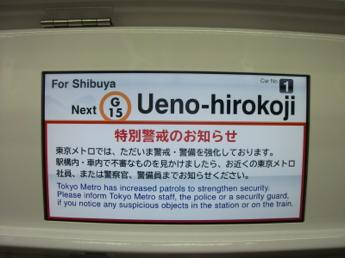 For Shibuya
Car No. 1
Next G 15 Ueno-hirokoji
特別警戒のお知らせ
東京メトロでは、ただいま警戒・警備を強化しております。
駅構内・車内で不審なものを見かけましたら、お近くの東京メトロ
社員、または警察官、警備員までお知らせください。
Tokyo Metro has increased patrols to strengthen security.
Please inform Tokyo Metro staff, the police or a security guard,
if you notice any suspicious objects in the station or on the train.